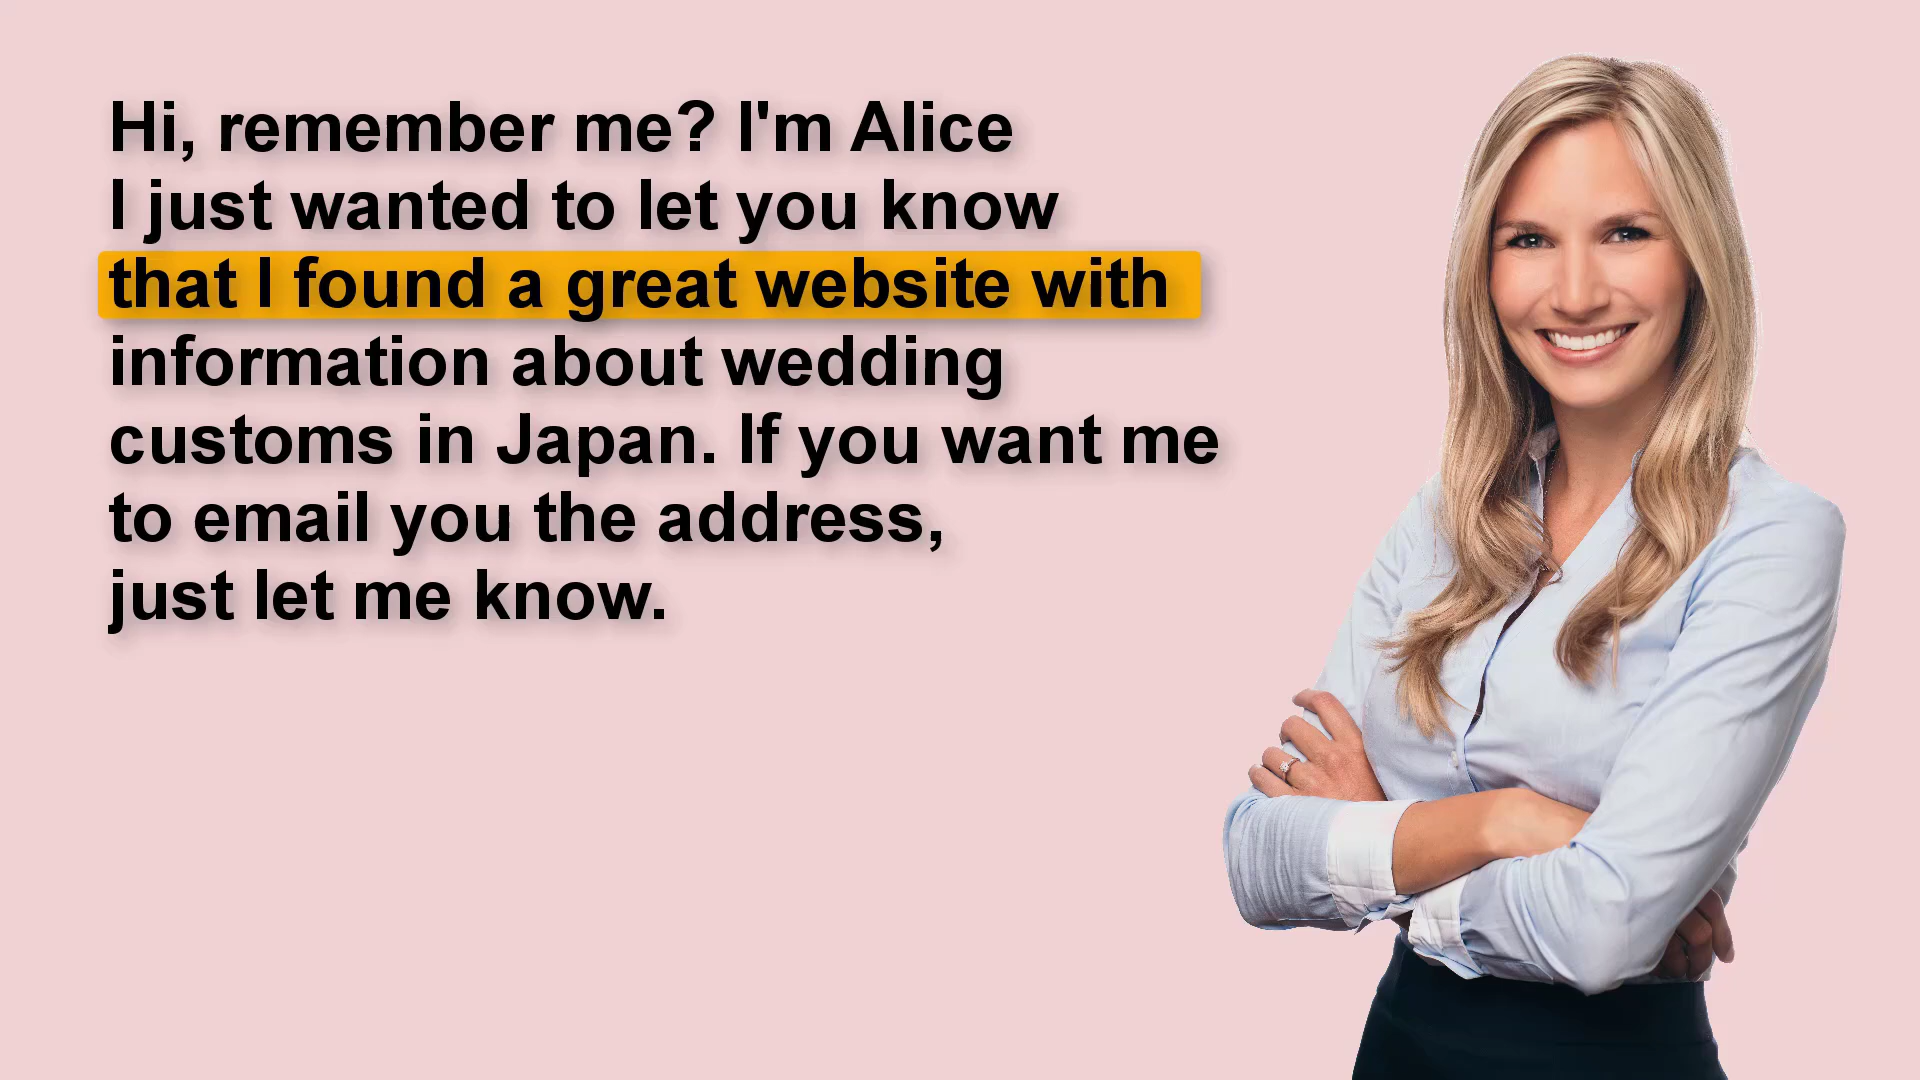 Hi, remember me? I'm Alice
I just wanted to let you know
that I found a great website with
information about wedding
customs in Japan. If you want me
to email you the address,
just let me know.